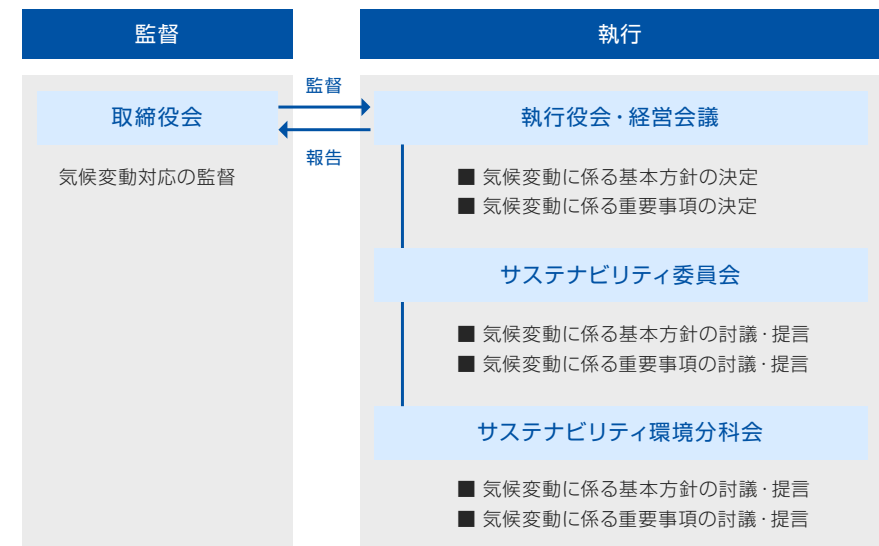 監督
執行
取締役会
気候変動対応の監督
監督
報告
執行役会・経営会議
■ 気候変動に係る基本方針の決定
■ 気候変動に係る重要事項の決定
サステナビリティ委員会
■ 気候変動に係る基本方針の討議・提言
■ 気候変動に係る重要事項の討議・提言
サステナビリティ環境分科会
■ 気候変動に係る基本方針の討議・提言
■ 気候変動に係る重要事項の討議・提言